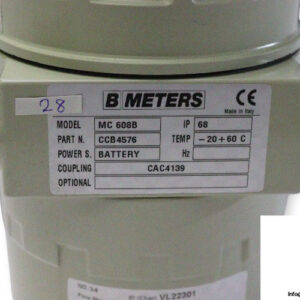 28
B METERS
CE
Made in Italy
MODEL MC 608B IP 68
PART N. CCB4576 TEMP -20+60 C
POWER S. BATTERY Hz
COUPLING CAC4139
OPTIONAL
VL22301